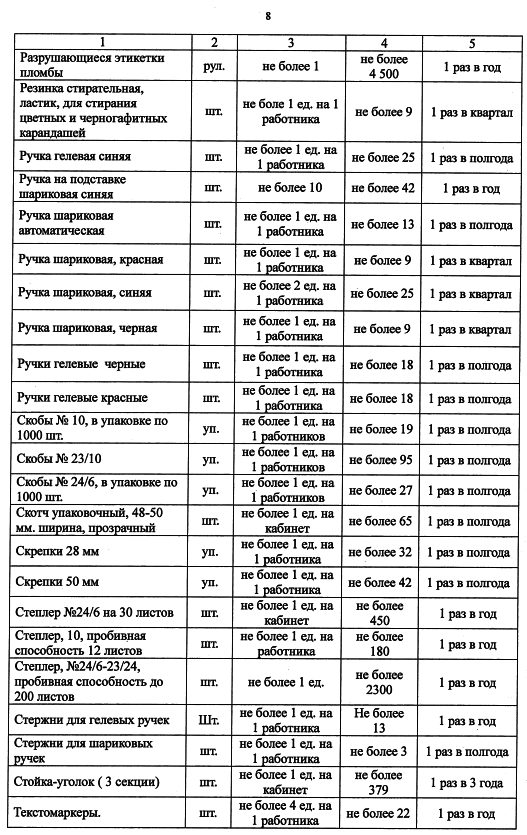 8
1 2 3 4 5
Разрушающиеся этикетки пломбы рул. не более 1 не более 4 500 1 раз в год
Резинка стирательная, ластик, для стирания цветных и черногафитных карандашей шт. не боле 1 ед. на 1 работника не более 9 1 раз в квартал
Ручка гелевая синяя шт. не более 1 ед. на 1 работника не более 25 1 раз в полгода
Ручка на подставке шариковая синяя шт. не более 10 не более 42 1 раз в год
Ручка шариковая автоматическая шт. не более 1 ед. на 1 работника не более 13 1 раз в полгода
Ручка шариковая, красная шт. не более 1 ед. на 1 работника не более 9 1 раз в квартал
Ручка шариковая, синяя шт. не более 2 ед. на 1 работника не более 25 1 раз в квартал
Ручка шариковая, черная шт. не более 1 ед. на 1 работника не более 9 1 раз в квартал
Ручки гелевые черные шт. не более 1 ед. на 1 работника не более 18 1 раз в полгода
Ручки гелевые красные шт. не более 1 ед. на 1 работника не более 18 1 раз в полгода
Скобы № 10, в упаковке по 1000 шт. уп. не более 1 ед. на 1 работников не более 19 1 раз в полгода
Скобы № 23/10 уп. не более 1 ед. на 1 работников не более 95 1 раз в полгода
Скобы № 24/6, в упаковке по 1000 шт. уп. не более 1 ед. на 1 работников не более 27 1 раз в полгода
Скотч упаковочный, 48-50 мм. ширина, прозрачный шт. не более 1 ед. на кабинет не более 65 1 раз в полгода
Скрепки 28 мм уп. не более 1 ед. на 1 работника не более 32 1 раз в полгода
Скрепки 50 мм уп. не более 1 ед. на 1 работника не более 42 1 раз в полгода
Степлер №24/6 на 30 листов шт. не более 1 ед. на кабинет не более 450 1 раз в год
Степлер, 10, пробивная способность 12 листов шт. не более 1 ед. на работника не более 180 1 раз в год
Степлер, №24/6-23/24, пробивная способность до 200 листов шт. не более 1 ед. не более 2300 1 раз в год
Стержни для гелевых ручек Шт. не более 1 ед. на 1 работника Не более 13 1 раз в год
Стержни для шариковых ручек шт. не более 1 ед. на 1 работника не более 3 1 раз в полгода
Стойка-уголок ( 3 секции) шт. не более 1 ед. на кабинет не более 379 1 раз в 3 года
Текстомаркеры. шт. не более 4 ед. на 1 работника не более 22 1 раз в год